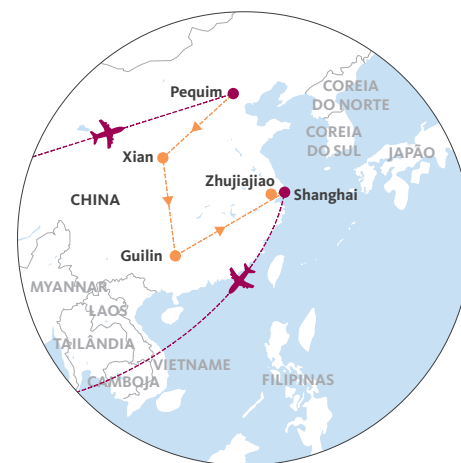 Pequim
COREIA
DO NORTE
COREIA
DO SUL
JAPÃO
Xian
Zhujiajiao
Shanghai
CHINA
Guilin
MYANMAR
LAOS
TAILÂNDIA
VIETNAME
CAMBOJA
FILIPINAS